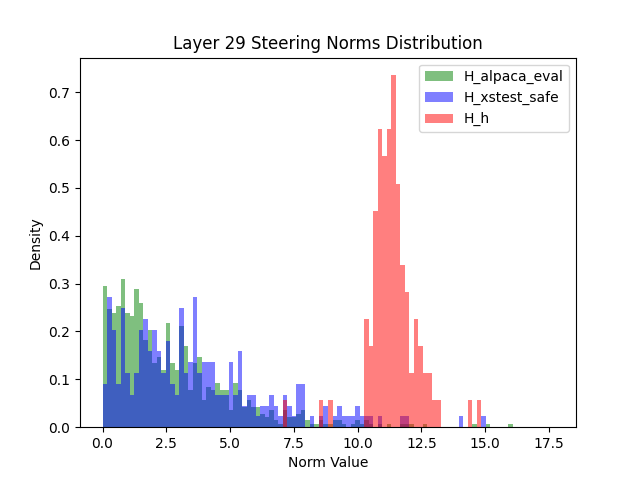 Layer 29 Steering Norms Distribution
H_alpaca_eval
H_xstest_safe
H_h
Density
0.7
0.6
0.5
0.4
0.3
0.2
0.1
0.0
0.0 2.5 5.0 7.5 10.0 12.5 15.0 17.5
Norm Value